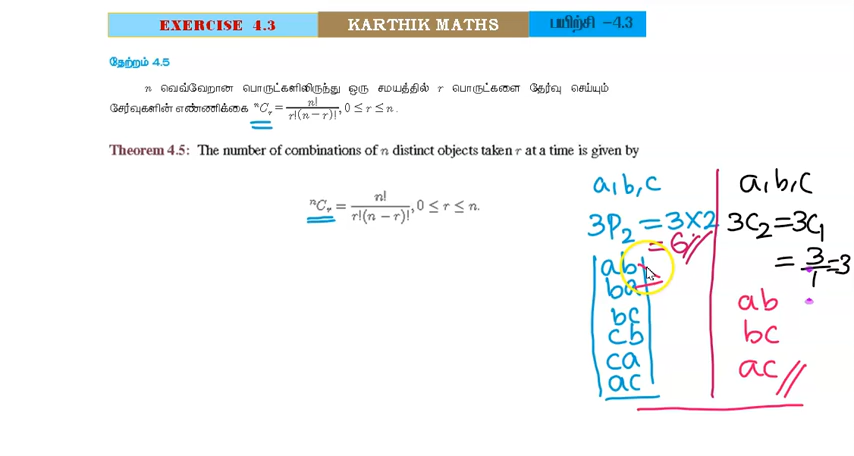 EXERCISE 4.3
KARTHIK MATHS
பயிற்சி -4.3
தேற்றம் 4.5
n வெவ்வேறான பொருட்களிலிருந்து ஒரு சமயத்தில் r பொருட்களை தேர்வு செய்யும்
சேர்வுகளின் எண்ணிக்கை ⁿCᵣ = n!/r!(n − r)!, 0 ≤ r ≤ n.
Theorem 4.5: The number of combinations of n distinct objects taken r at a time is given by
ⁿCᵣ = n!/r!(n − r)!, 0 ≤ r ≤ n.
a,b,c
3P₂ = 3×2
= 6
ab
ba
bc
cb
ca
ac
a,b,c
3C₂ = 3C₁
= 3/1 = 3
ab
bc
ac